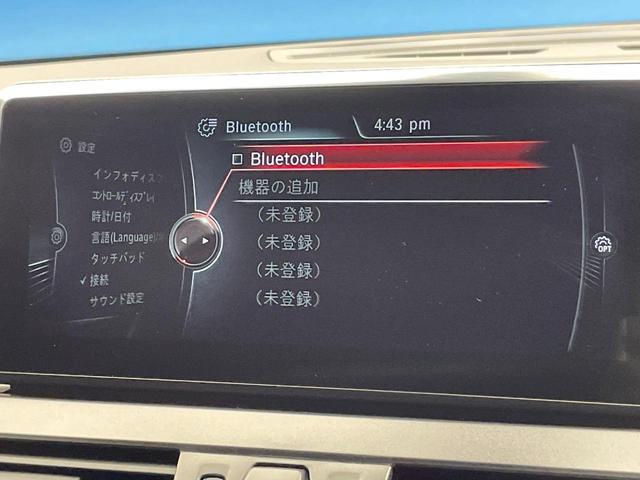 Bluetooth
4:43 pm
設定
インフォディスプ
コントロールディスプレイ
時計/日付
言語(Language)/
タッチパッド
✓ 接続
サウンド設定
□ Bluetooth
機器の追加
(未登録)
(未登録)
(未登録)
(未登録)
OPT